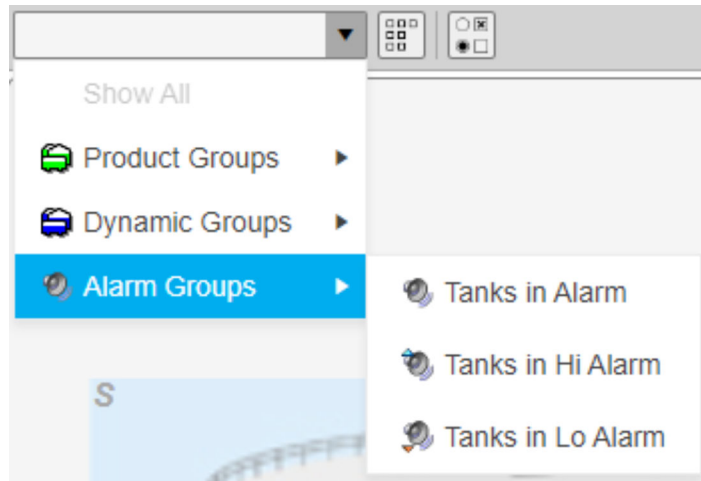 Show All
Product Groups
Dynamic Groups
Alarm Groups
Tanks in Alarm
Tanks in Hi Alarm
Tanks in Lo Alarm
S